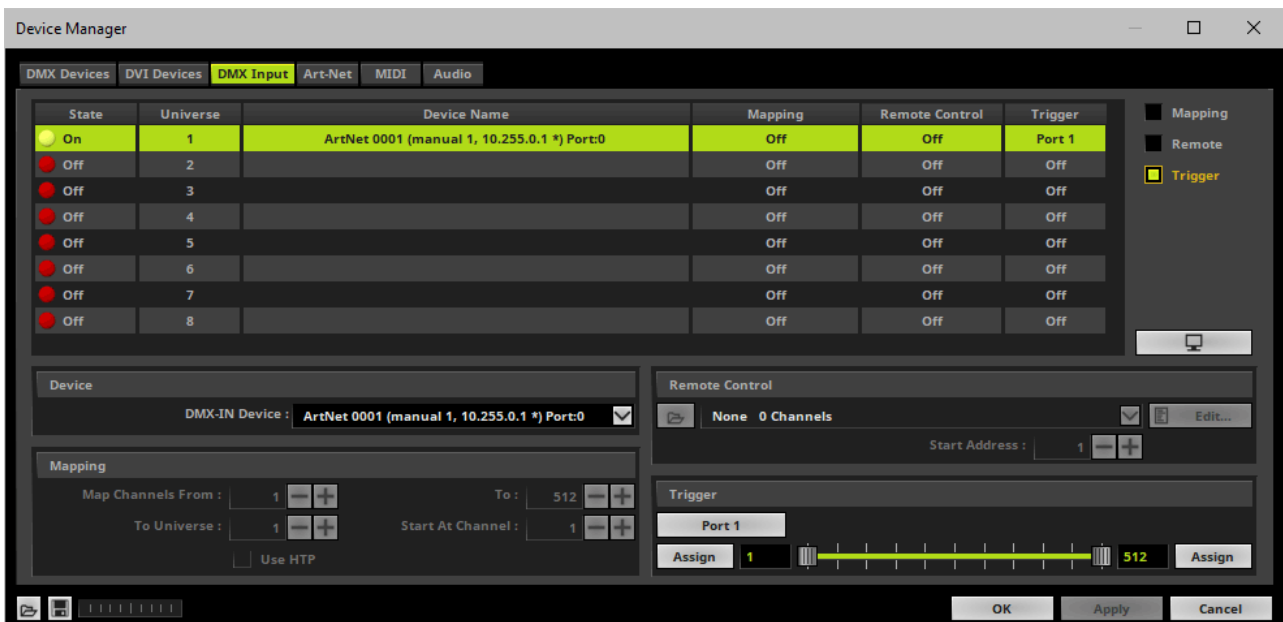 Device Manager
DMX Devices DVI Devices DMX Input Art-Net MIDI Audio
State Universe Device Name Mapping Remote Control Trigger
On 1 ArtNet 0001 (manual 1, 10.255.0.1 *) Port:0 Off Off Port 1
Off 2 Off Off Off
Off 3 Off Off Off
Off 4 Off Off Off
Off 5 Off Off Off
Off 6 Off Off Off
Off 7 Off Off Off
Off 8 Off Off Off
Mapping
Remote
Trigger
Device
DMX-IN Device : ArtNet 0001 (manual 1, 10.255.0.1 *) Port:0
Mapping
Map Channels From : 1 To : 512
To Universe : 1 Start At Channel : 1
Use HTP
Remote Control
None 0 Channels Edit...
Start Address : 1
Trigger
Port 1
Assign 1 512 Assign
OK Apply Cancel